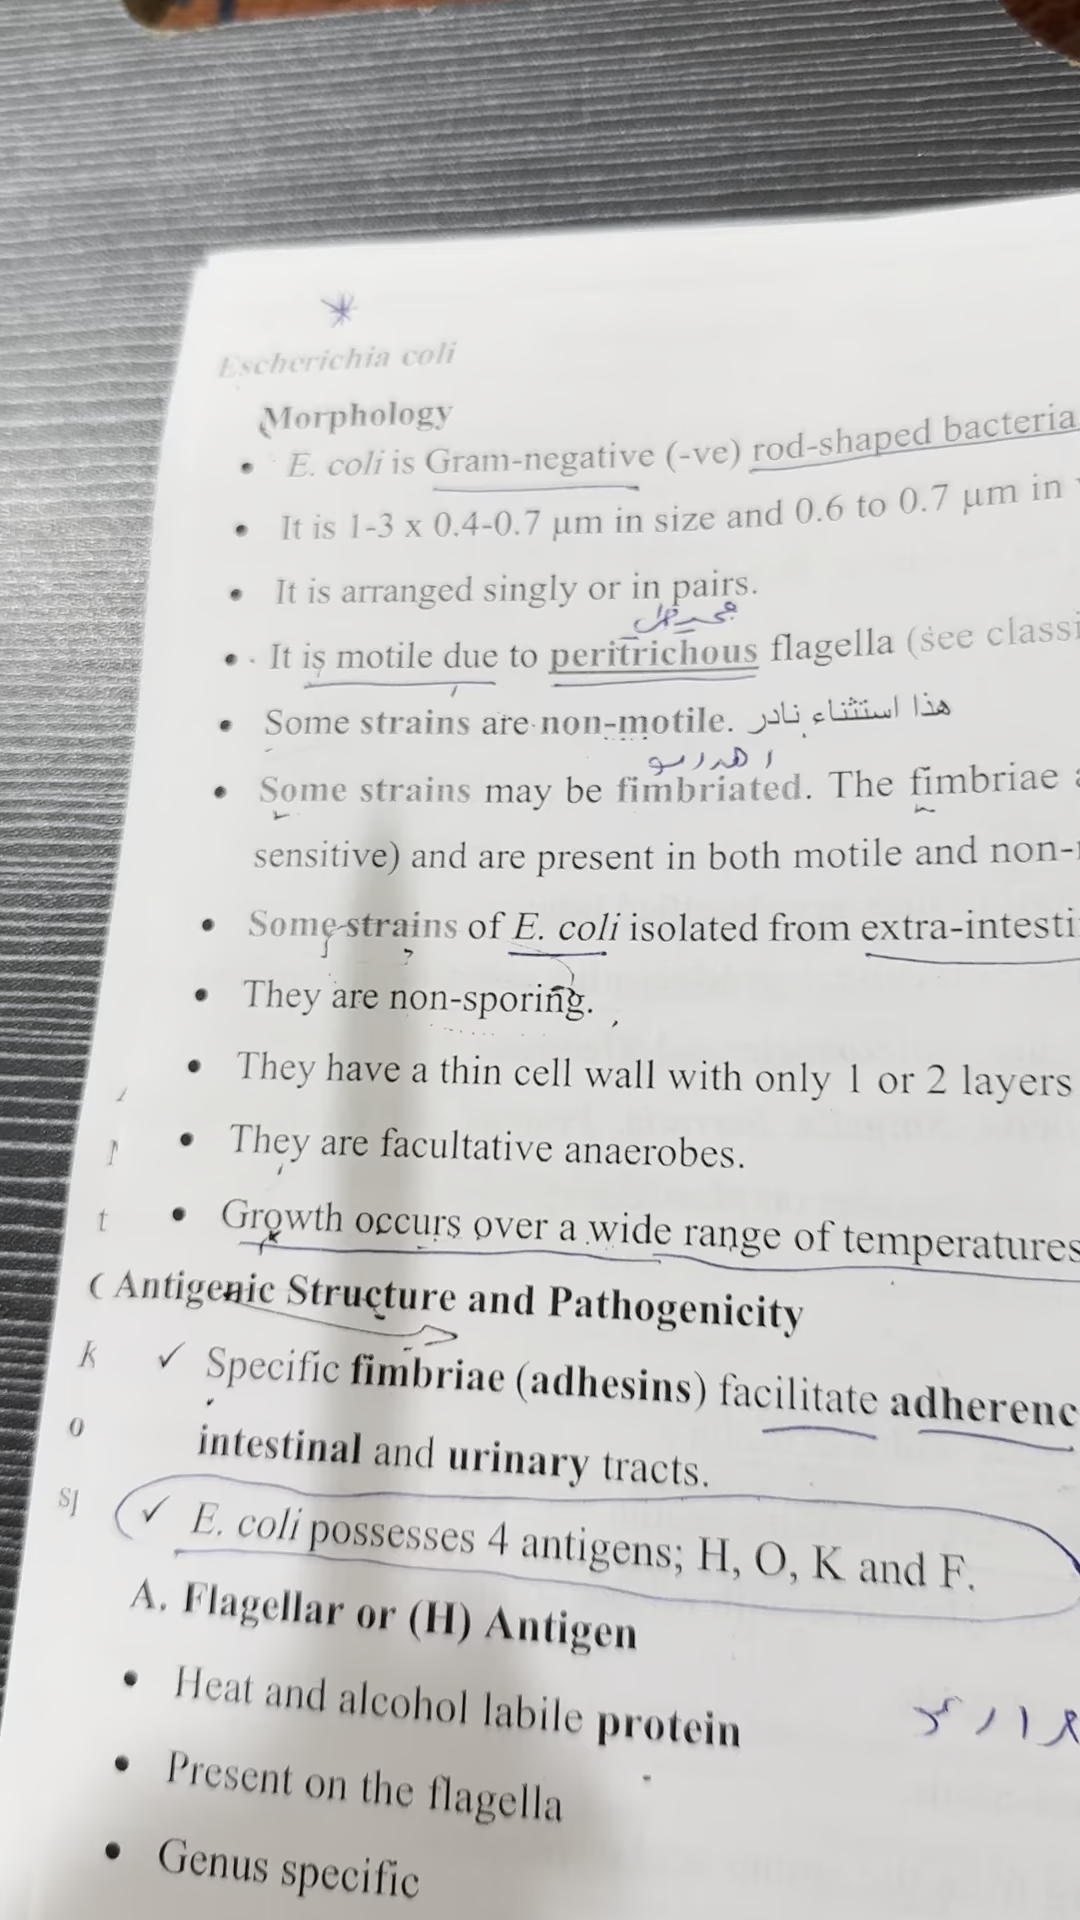 Escherichia coli
Morphology
• E. coli is Gram-negative (-ve) rod-shaped bacteria
• It is 1-3 x 0.4-0.7 µm in size and 0.6 to 0.7 µm in
• It is arranged singly or in pairs.
• It is motile due to peritrichous flagella (see classi
• Some strains are non-motile. هذا استثناء نادر
اهداب
• Some strains may be fimbriated. The fimbriae a
sensitive) and are present in both motile and non-
• Some strains of E. coli isolated from extra-intesti
• They are non-sporing.
• They have a thin cell wall with only 1 or 2 layers
• They are facultative anaerobes.
• Growth occurs over a wide range of temperatures
( Antigenic Structure and Pathogenicity
✓ Specific fimbriae (adhesins) facilitate adherenc
intestinal and urinary tracts.
✓ E. coli possesses 4 antigens; H, O, K and F.
A. Flagellar or (H) Antigen
• Heat and alcohol labile protein
• Present on the flagella
• Genus specific